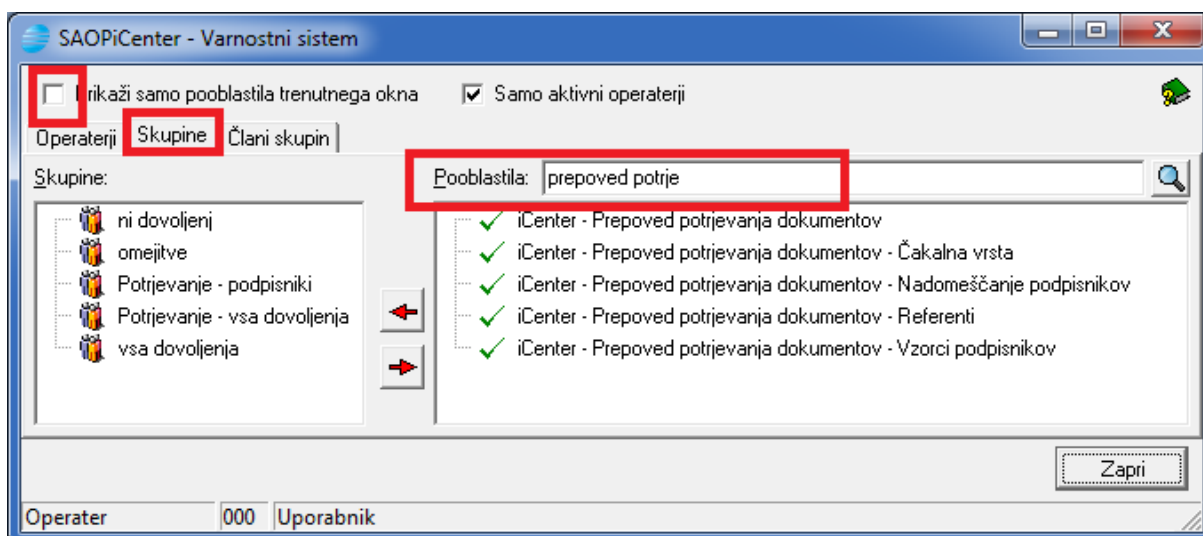 SAOPiCenter - Varnostni sistem
Prikaži samo pooblastila trenutnega okna
Samo aktivni operaterji
Operaterji
Skupine
Člani skupin
Skupine:
ni dovoljenj
omejitve
Potrjevanje - podpisniki
Potrjevanje - vsa dovoljenja
vsa dovoljenja
Pooblastila: prepoved potrje
iCenter - Prepoved potrjevanja dokumentov
iCenter - Prepoved potrjevanja dokumentov - Čakalna vrsta
iCenter - Prepoved potrjevanja dokumentov - Nadomeščanje podpisnikov
iCenter - Prepoved potrjevanja dokumentov - Referenti
iCenter - Prepoved potrjevanja dokumentov - Vzorci podpisnikov
Zapri
Operater 000 Uporabnik